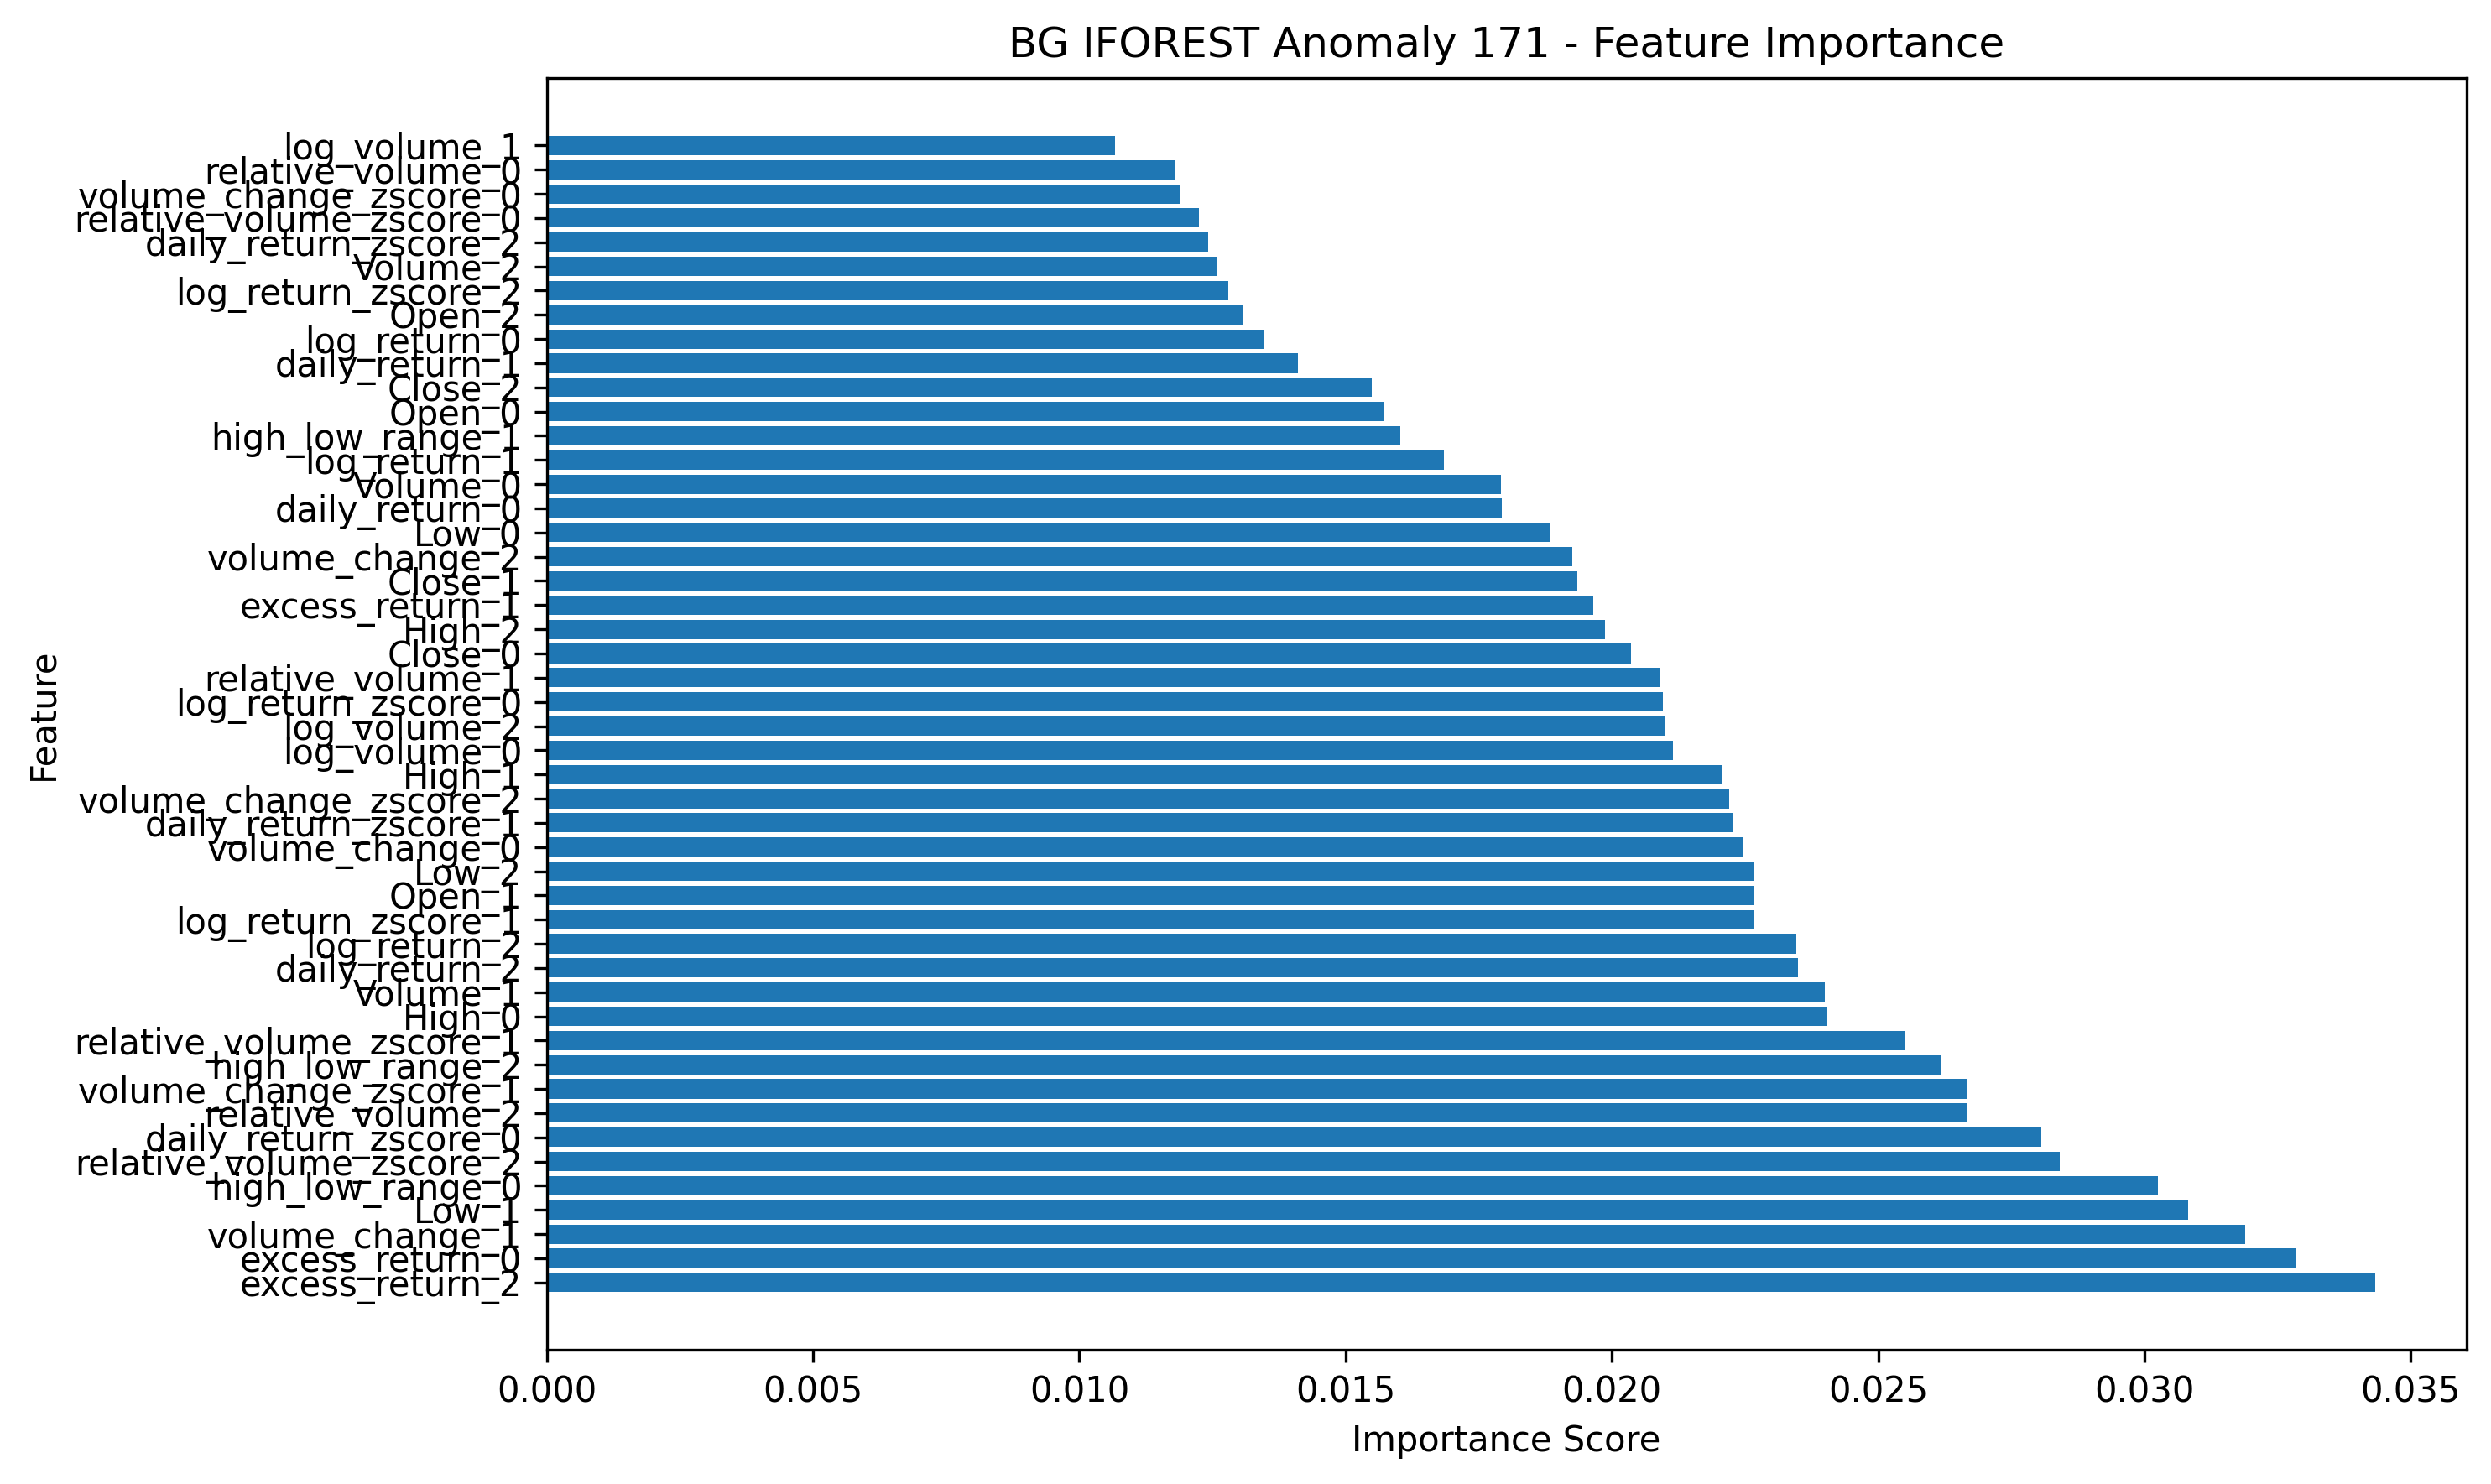 BG IFOREST Anomaly 171 - Feature Importance
log_volume_1
relative_volume_0
volume_change_zscore_0
relative_volume_zscore_0
daily_return_zscore_2
Volume_2
log_return_zscore_2
Open_2
log_return_0
daily_return_1
Close_2
Open_0
high_low_range_1
log_return_1
Volume_0
daily_return_0
Low_0
volume_change_2
Close_1
excess_return_1
High_2
Close_0
relative_volume_1
log_return_zscore_0
log_volume_2
log_volume_0
High_1
volume_change_zscore_2
daily_return_zscore_1
volume_change_0
Low_2
Open_1
log_return_zscore_1
log_return_2
daily_return_2
Volume_1
High_0
relative_volume_zscore_1
high_low_range_2
volume_change_zscore_1
relative_volume_2
daily_return_zscore_0
relative_volume_zscore_2
high_low_range_0
Low_1
volume_change_1
excess_return_0
excess_return_2
Feature
0.000 0.005 0.010 0.015 0.020 0.025 0.030 0.035
Importance Score